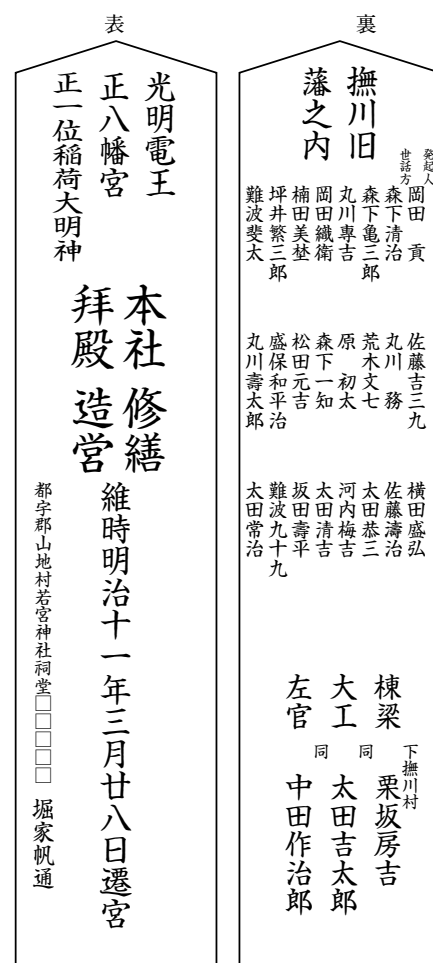 表
光明電王
正八幡宮
正一位稲荷大明神
本社 修繕
拝殿 造営
維時明治十一年三月廿八日遷宮
都宇郡山地村若宮神社祠堂□□□□□ 堀家帆通
裏
撫川旧
藩之内
発起人
世話方
岡田 貢
森下清治
森下亀三郎
丸川専吉
岡田織衛
楠田美埜
坪井繁三郎
難波斐太
佐藤吉三九
丸川 務
荒木文七
原 初太
森下一知
松田元吉
盛保和平治
丸川壽太郎
横田盛弘
佐藤濤治
太田恭三
河内梅吉
太田清吉
坂田壽平
難波九十九
太田常治
棟梁 下撫川村 栗坂房吉
大工 同 太田吉太郎
左官 同 中田作治郎